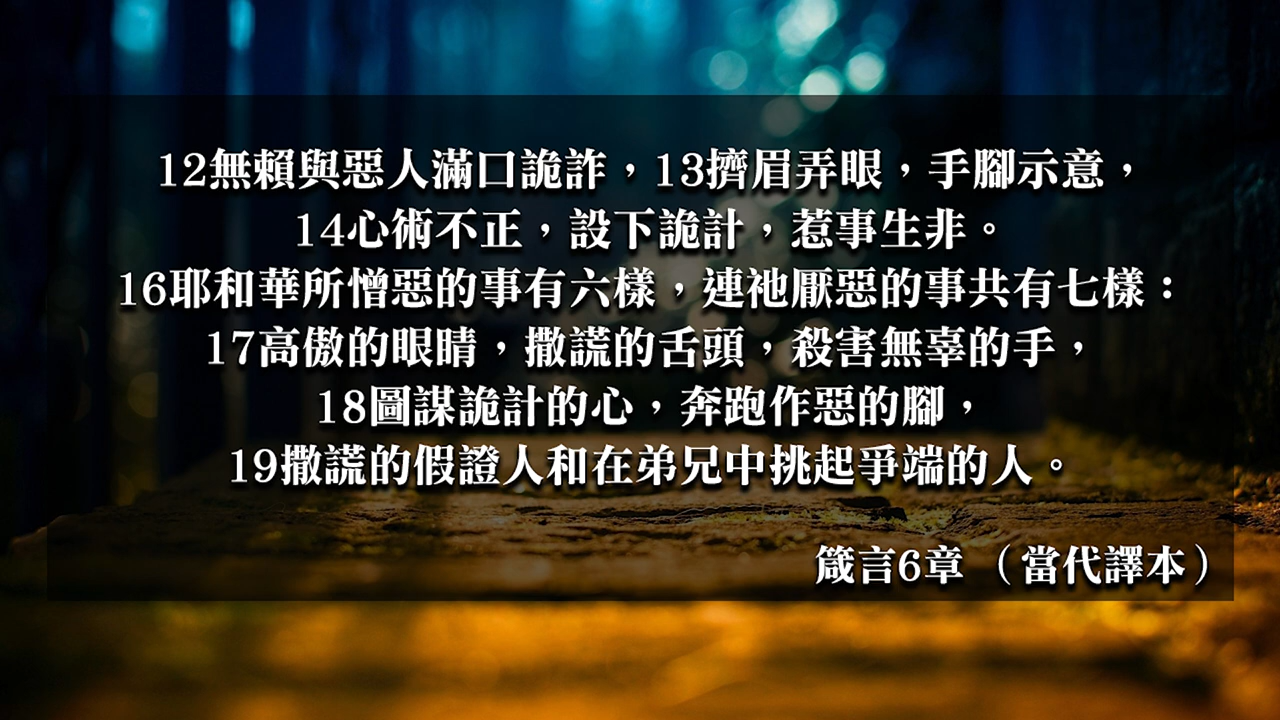 12無賴與惡人滿口詭詐，13擠眉弄眼，手腳示意，
14心術不正，設下詭計，惹事生非。
16耶和華所憎惡的事有六樣，連祂厭惡的事共有七樣：
17高傲的眼睛，撒謊的舌頭，殺害無辜的手，
18圖謀詭計的心，奔跑作惡的腳，
19撒謊的假證人和在弟兄中挑起爭端的人。
箴言6章 （當代譯本）